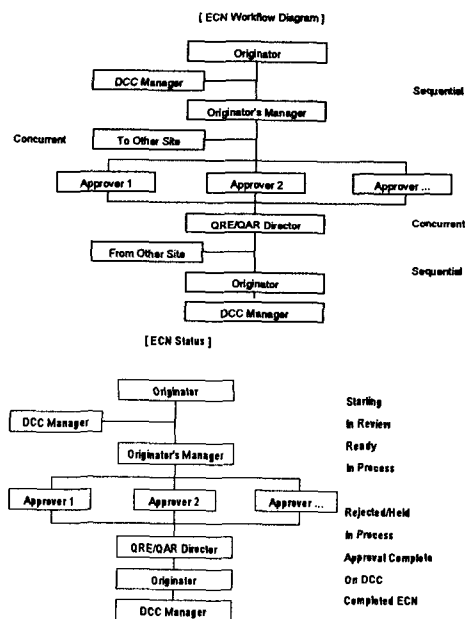 [ ECN Workflow Diagram ]
Originator
DCC Manager
Sequential
Originator's Manager
Concurrent
To Other Site
Approver 1
Approver 2
Approver ...
QRE/QAR Director
Concurrent
From Other Site
Sequential
Originator
DCC Manager
[ ECN Status ]
Originator
Starling
DCC Manager
In Review
Originator's Manager
Ready
In Process
Approver 1
Approver 2
Approver ...
Rejected/Held
In Process
QRE/QAR Director
Approval Complete
Originator
On DCC
DCC Manager
Completed ECN